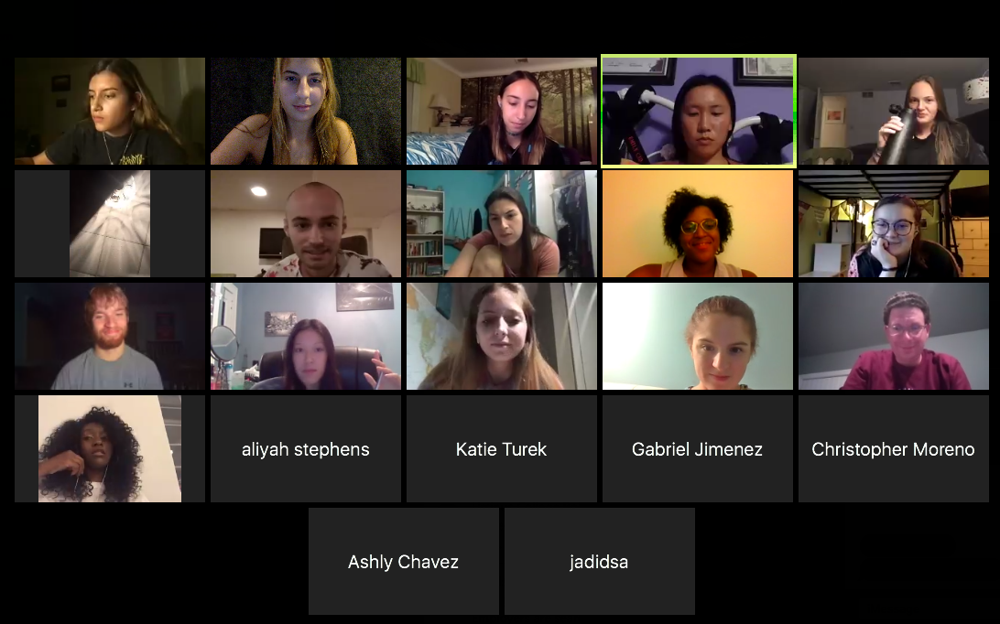 aliyah stephens
Katie Turek
Gabriel Jimenez
Christopher Moreno
Ashly Chavez
jadidsa